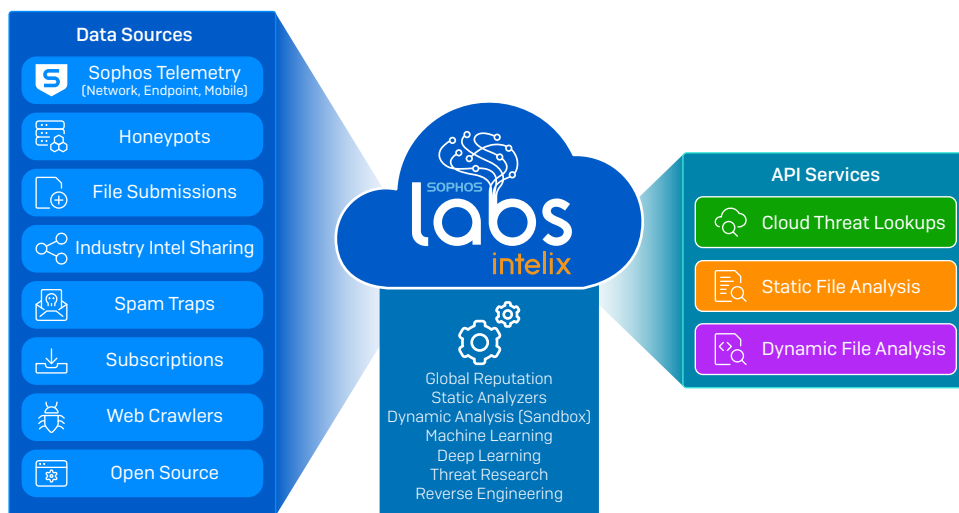 Data Sources
Sophos Telemetry
(Network, Endpoint, Mobile)
Honeypots
File Submissions
Industry Intel Sharing
Spam Traps
Subscriptions
Web Crawlers
Open Source
SOPHOS
labs
intelix
Global Reputation
Static Analyzers
Dynamic Analysis (Sandbox)
Machine Learning
Deep Learning
Threat Research
Reverse Engineering
API Services
Cloud Threat Lookups
Static File Analysis
Dynamic File Analysis